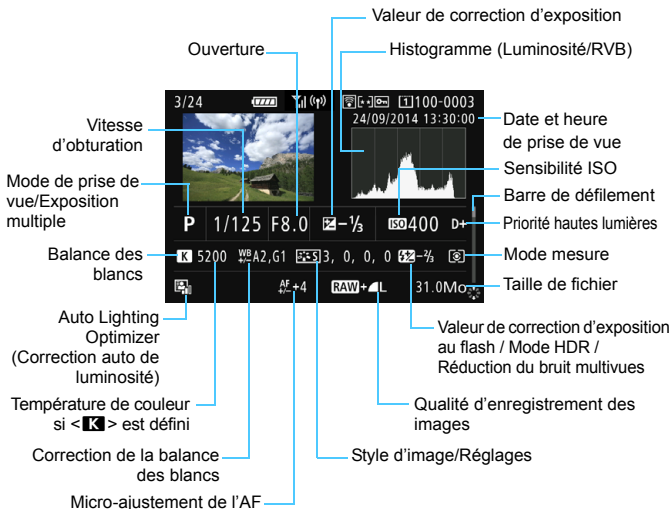 Valeur de correction d'exposition
Ouverture
Histogramme (Luminosité/RVB)
3/24
100-0003
24/09/2014 13:30:00
Date et heure
de prise de vue
Vitesse
d'obturation
Sensibilité ISO
Mode de prise de
vue/Exposition
multiple
Barre de défilement
P 1/125 F8.0 -1/3 ISO 400 D+
Priorité hautes lumières
Balance des
blancs
K 5200 WB+/- A2,G1 S 3, 0, 0, 0 -2/3
Mode mesure
AF+/- +4 RAW+L 31.0Mo
Taille de fichier
Auto Lighting
Optimizer
(Correction auto de
luminosité)
Valeur de correction d'exposition
au flash / Mode HDR /
Réduction du bruit multivues
Température de couleur
si <K> est défini
Qualité d'enregistrement des
images
Correction de la balance
des blancs
Style d'image/Réglages
Micro-ajustement de l'AF